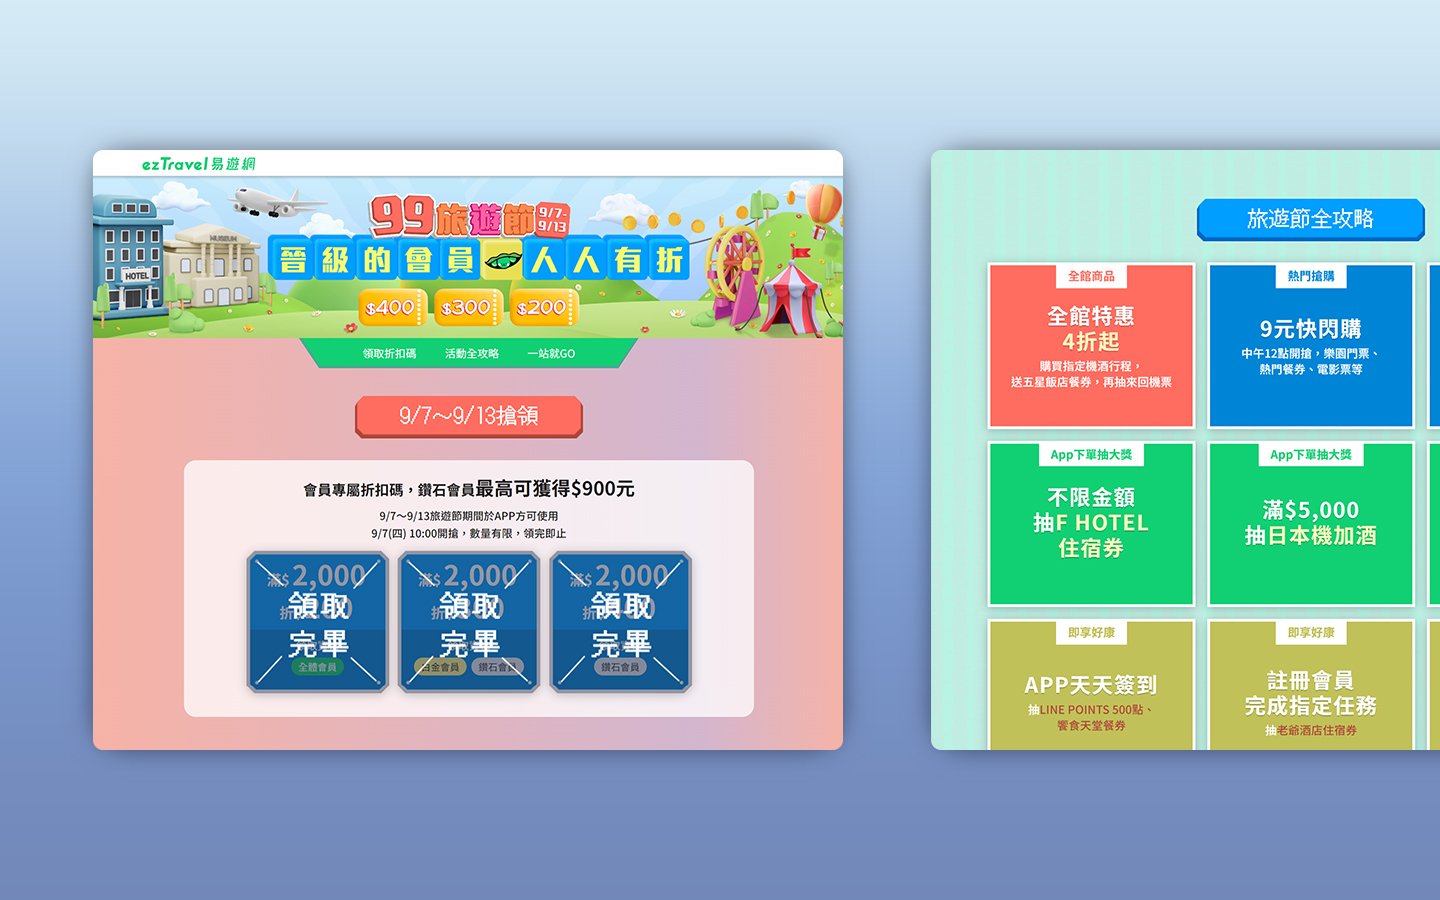 ezTravel易遊網
HOTEL
MUSEUM
99旅遊節
9/7-
9/13
晉級的會員 人人有折
$400 $300 $200
領取折扣碼 活動全攻略 一站就GO
9/7～9/13搶領
會員專屬折扣碼，鑽石會員最高可獲得$900元
9/7～9/13旅遊節期間於APP方可使用
9/7(四) 10:00開搶，數量有限，領完即止
滿$2,000 滿$2,000 滿$2,000
領取 領取 領取
完畢 完畢 完畢
全體會員 白金會員 鑽石會員 鑽石會員
旅遊節全攻略
全館商品
全館特惠
4折起
購買指定機酒行程，
送五星飯店餐券，再抽來回機票
熱門搶購
9元快閃購
中午12點開搶，樂園門票、
熱門餐券、電影票等
App下單抽大獎
不限金額
抽F HOTEL
住宿券
App下單抽大獎
滿$5,000
抽日本機加酒
即享好康
APP天天簽到
抽LINE POINTS 500點、
饗食天堂餐券
即享好康
註冊會員
完成指定任務
抽老爺酒店住宿券